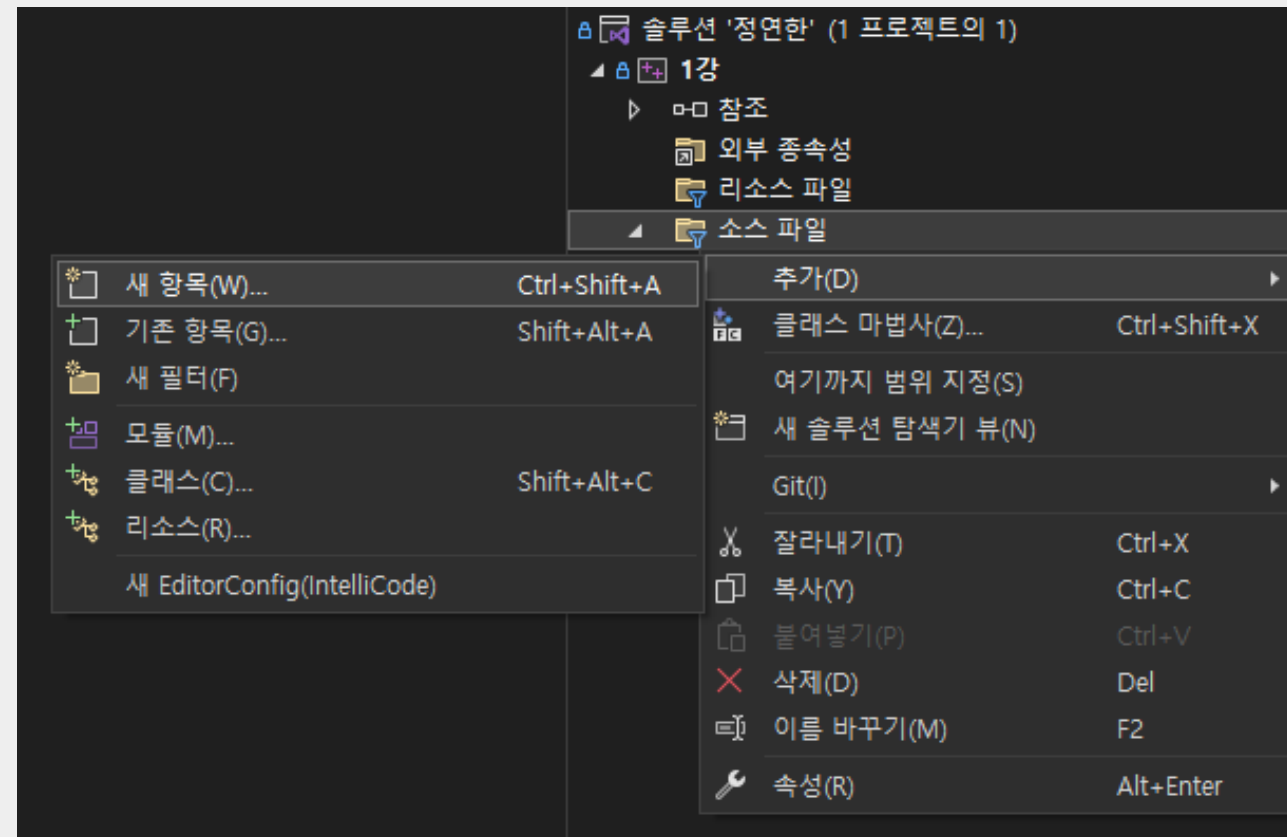 솔루션 '정연한' (1 프로젝트의 1)
1강
참조
외부 종속성
리소스 파일
소스 파일
새 항목(W)... Ctrl+Shift+A
기존 항목(G)... Shift+Alt+A
새 필터(F)
모듈(M)...
클래스(C)... Shift+Alt+C
리소스(R)...
새 EditorConfig(IntelliCode)
추가(D)
클래스 마법사(Z)... Ctrl+Shift+X
여기까지 범위 지정(S)
새 솔루션 탐색기 뷰(N)
Git(I)
잘라내기(T) Ctrl+X
복사(Y) Ctrl+C
붙여넣기(P) Ctrl+V
삭제(D) Del
이름 바꾸기(M) F2
속성(R) Alt+Enter